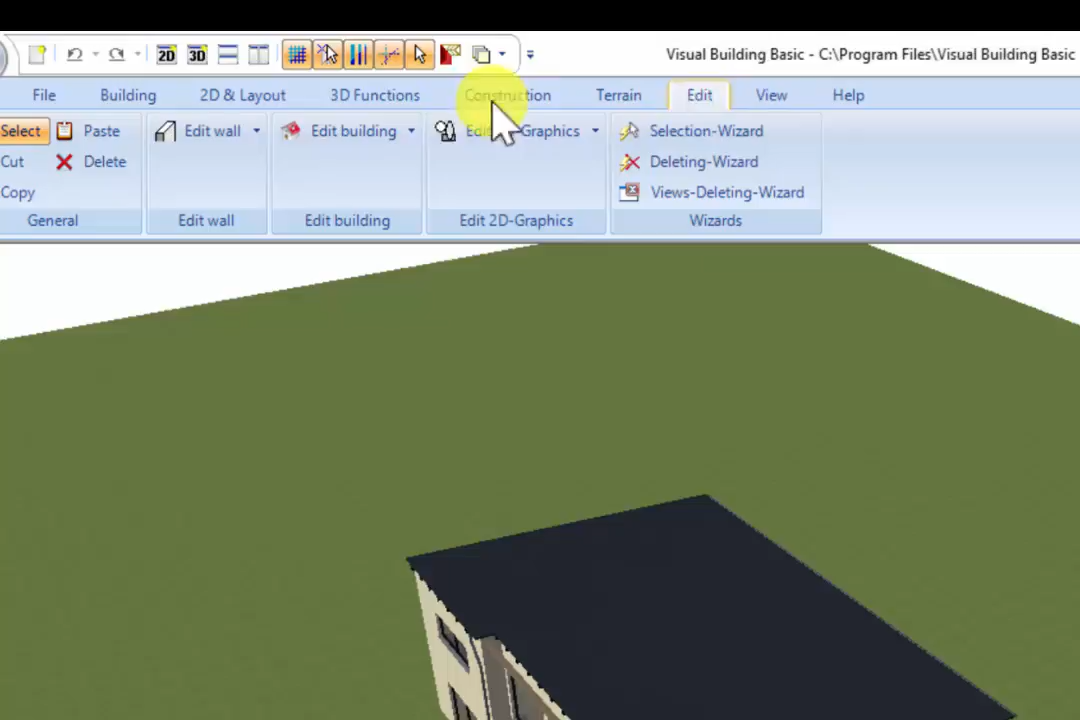 2D 3D
Visual Building Basic - C:\Program Files\Visual Building Basic
File Building 2D & Layout 3D Functions Construction Terrain Edit View Help
Select Paste Edit wall Edit building Graphics Selection-Wizard
Cut Delete Deleting-Wizard
Copy Views-Deleting-Wizard
General Edit wall Edit building Edit 2D-Graphics Wizards